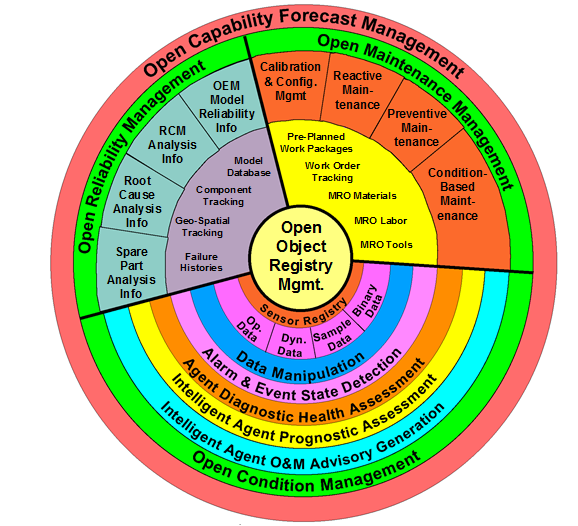 Open Capability Forecast Management
Open Reliability Management
Open Maintenance Management
OEM
Model
Reliability
Info
RCM
Analysis
Info
Root
Cause
Analysis
Info
Spare
Part
Analysis
Info
Calibration
& Config.
Mgmt
Reactive
Main-
tenance
Preventive
Main-
tenance
Condition-
Based
Maint-
enance
Model
Database
Component
Tracking
Geo-Spatial
Tracking
Failure
Histories
Pre-Planned
Work Packages
Work Order
Tracking
MRO Materials
MRO Labor
MRO Tools
Open
Object
Registry
Mgmt.
Sensor Registry
Op.
Data
Dyn.
Data
Sample
Data
Binary
Data
Data Manipulation
Alarm & Event State Detection
Agent Diagnostic Health Assessment
Intelligent Agent Prognostic Assessment
Intelligent Agent O&M Advisory Generation
Open Condition Management